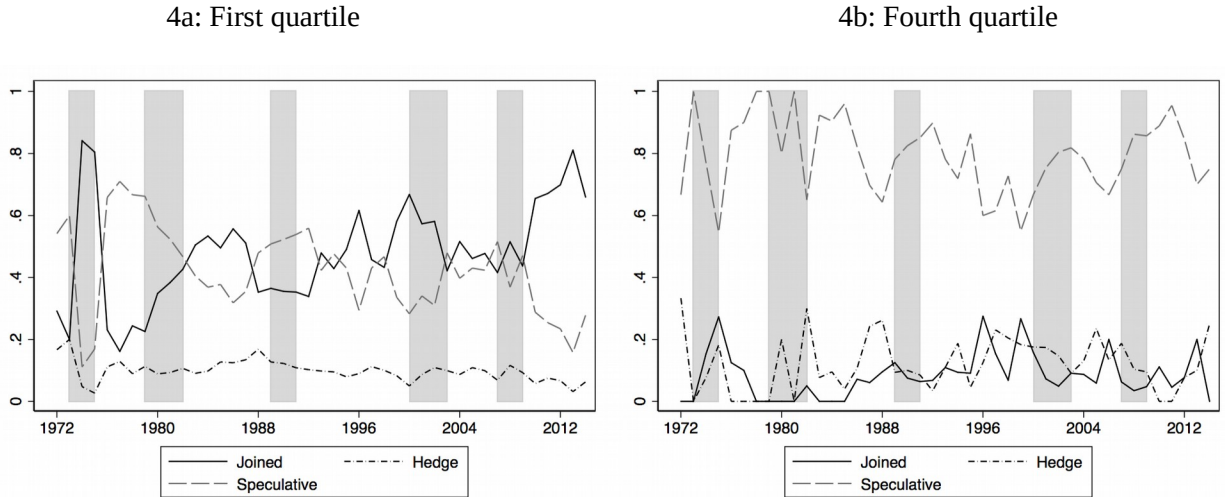 4a: First quartile
4b: Fourth quartile
1
.8
.6
.4
.2
0
1972 1980 1988 1996 2004 2012
Joined Hedge
Speculative
1
.8
.6
.4
.2
0
1972 1980 1988 1996 2004 2012
Joined Hedge
Speculative